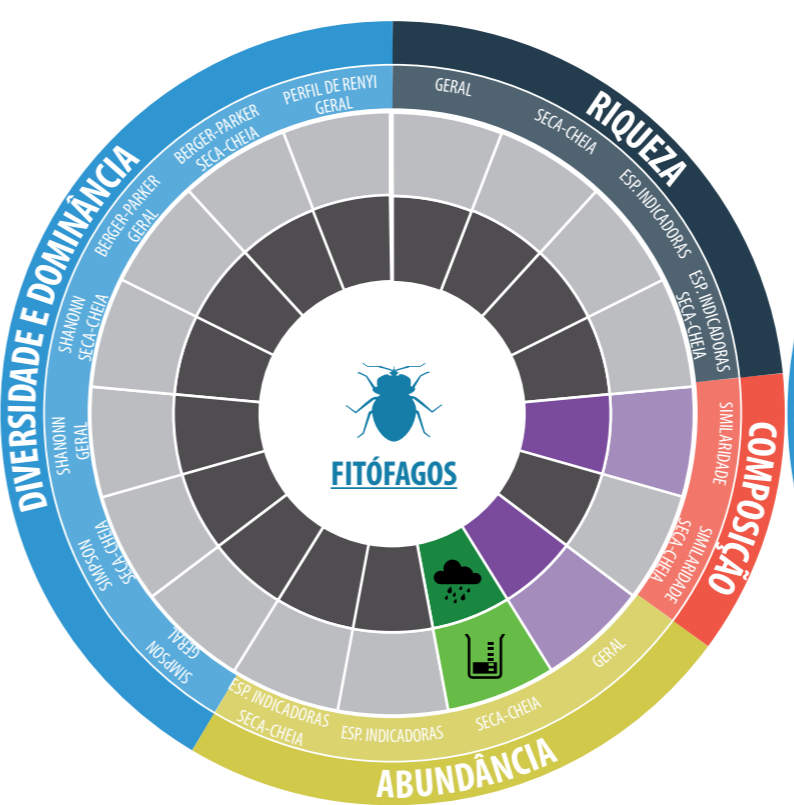 RIQUEZA
GERAL
SECA-CHEIA
ESP. INDICADORAS
ESP. INDICADORAS
SECA-CHEIA
COMPOSIÇÃO
SIMILARIDADE
SIMILARIDADE
SECA-CHEIA
ABUNDÂNCIA
GERAL
SECA-CHEIA
ESP. INDICADORAS
ESP. INDICADORAS
SECA-CHEIA
DIVERSIDADE E DOMINÂNCIA
SIMPSON
GERAL
SIMPSON
SECA-CHEIA
SHANONN
GERAL
SHANONN
SECA-CHEIA
BERGER-PARKER
GERAL
BERGER-PARKER
SECA-CHEIA
PERFIL DE RENYI
GERAL
FITÓFAGOS